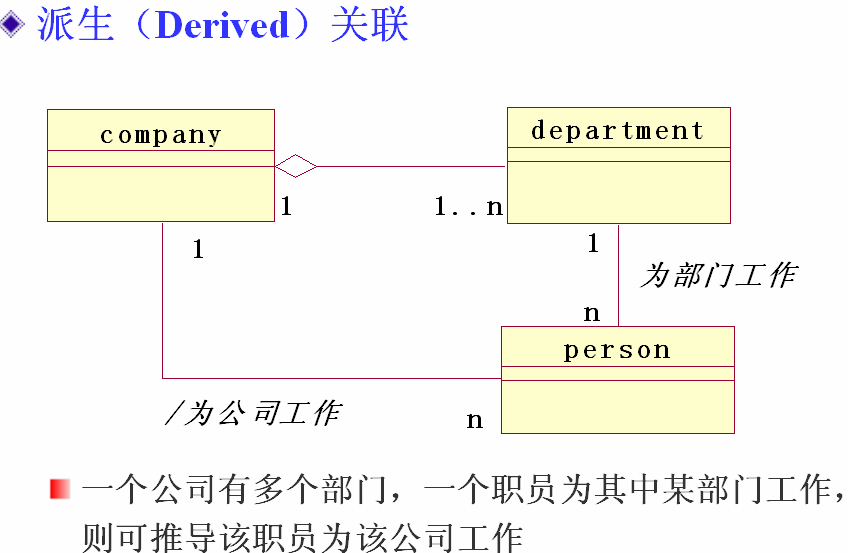 派生（Derived）关联
company
department
1
1..n
1
1
为部门工作
n
person
/为公司工作
n
一个公司有多个部门，一个职员为其中某部门工作，
则可推导该职员为该公司工作